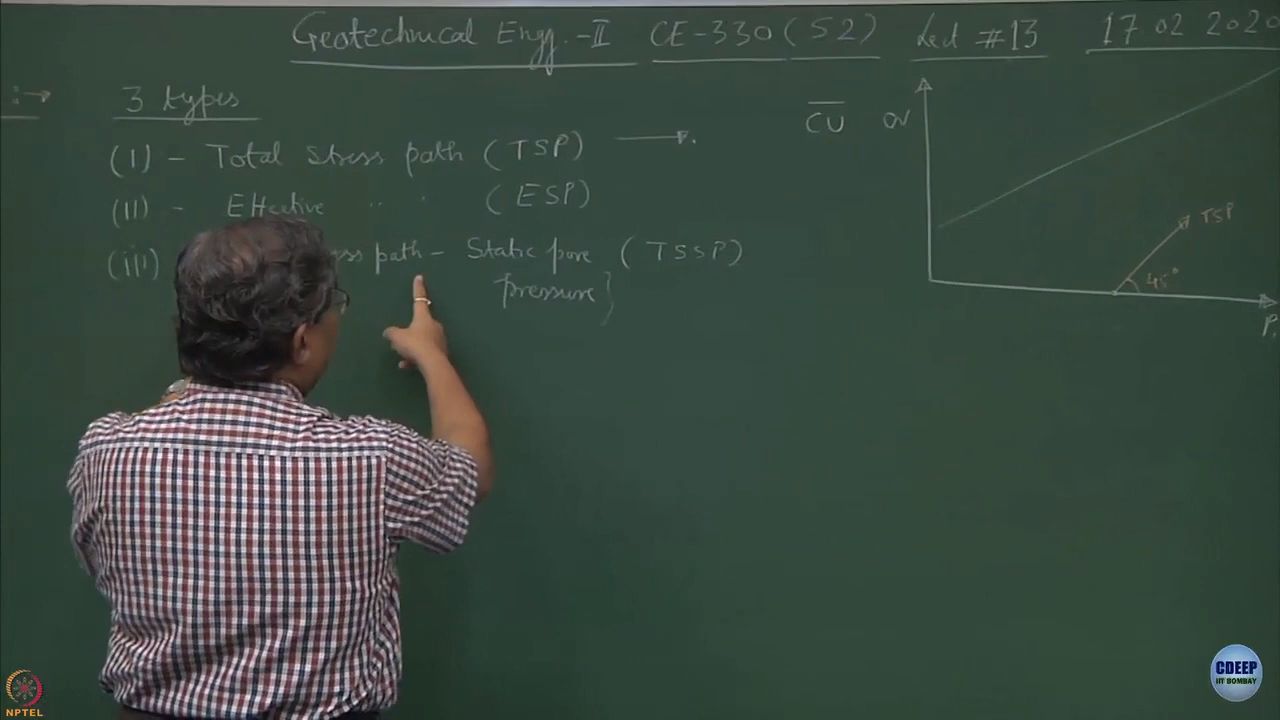 Geotechnical Engg.-II CE-330 (S2) Lect #13 17 02 2020
3 types
(I) - Total stress path (TSP)
(II) - Effective " " (ESP)
(iii) path - Static pore (TSSP)
pressure}
CU or
TSP
45°
P
CDEEP
IIT BOMBAY
NPTEL